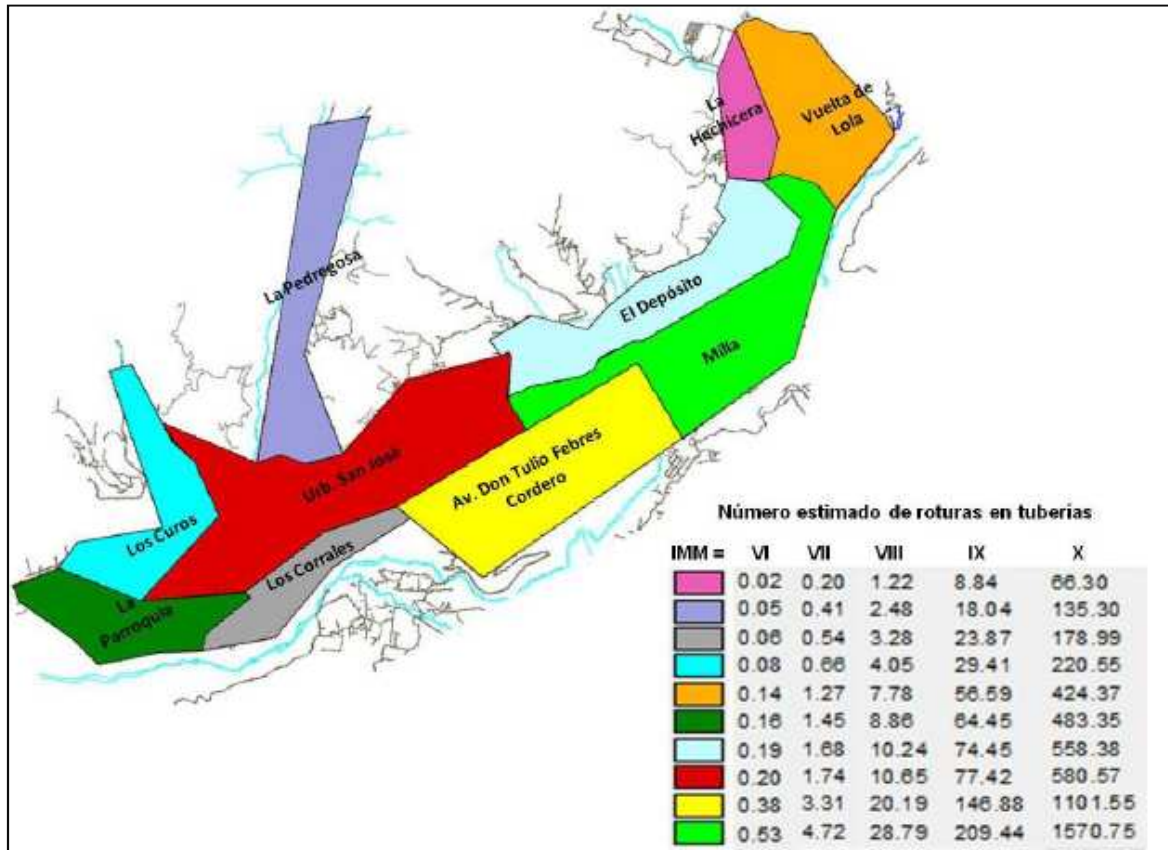 La
Hechicera
Vuelta de
Lola
La Pedregosa
El Depósito
Milla
Urb. San José
Av. Don Tulio Febres
Cordero
Los Curos
Los Corrales
La
Parroquia
Número estimado de roturas en tuberías
IMM = VI VII VIII IX X
0.02 0.20 1.22 8.84 66.30
0.05 0.41 2.48 18.04 135.30
0.06 0.54 3.28 23.87 178.99
0.08 0.66 4.05 29.41 220.55
0.14 1.27 7.78 56.59 424.37
0.16 1.45 8.86 64.45 483.35
0.19 1.68 10.24 74.45 558.38
0.20 1.74 10.65 77.42 580.57
0.38 3.31 20.19 146.88 1101.55
0.53 4.72 28.79 209.44 1570.75